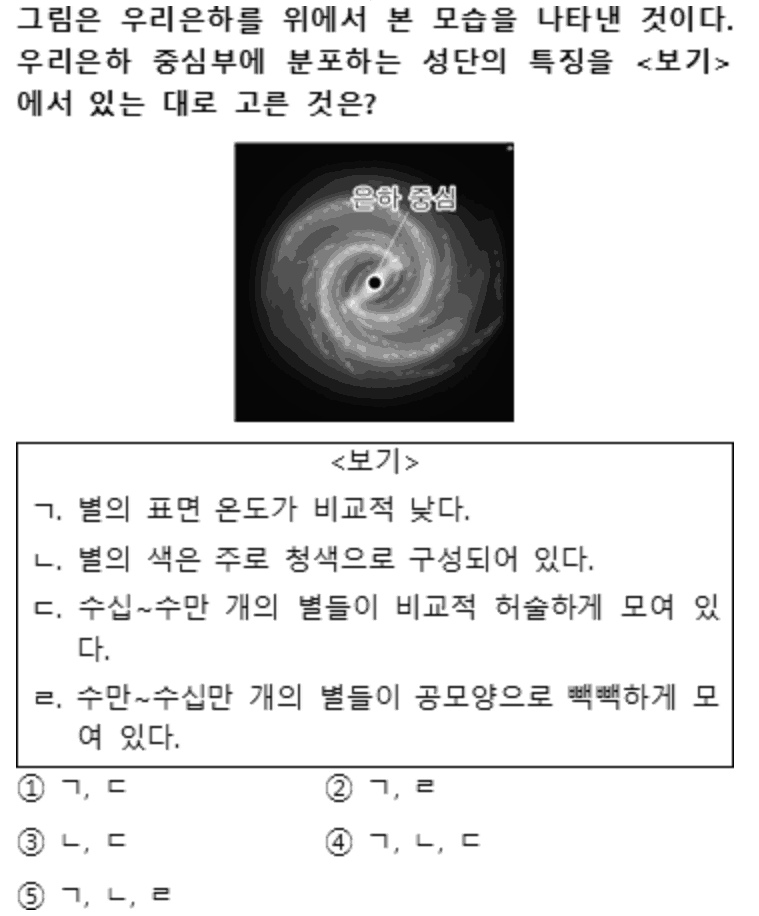 그림은 우리은하를 위에서 본 모습을 나타낸 것이다.
우리은하 중심부에 분포하는 성단의 특징을 <보기>
에서 있는 대로 고른 것은?
은하 중심
<보기>
ㄱ. 별의 표면 온도가 비교적 낮다.
ㄴ. 별의 색은 주로 청색으로 구성되어 있다.
ㄷ. 수십~수만 개의 별들이 비교적 허술하게 모여 있
다.
ㄹ. 수만~수십만 개의 별들이 공모양으로 빽빽하게 모
여 있다.
① ㄱ, ㄷ ② ㄱ, ㄹ
③ ㄴ, ㄷ ④ ㄱ, ㄴ, ㄷ
⑤ ㄱ, ㄴ, ㄹ